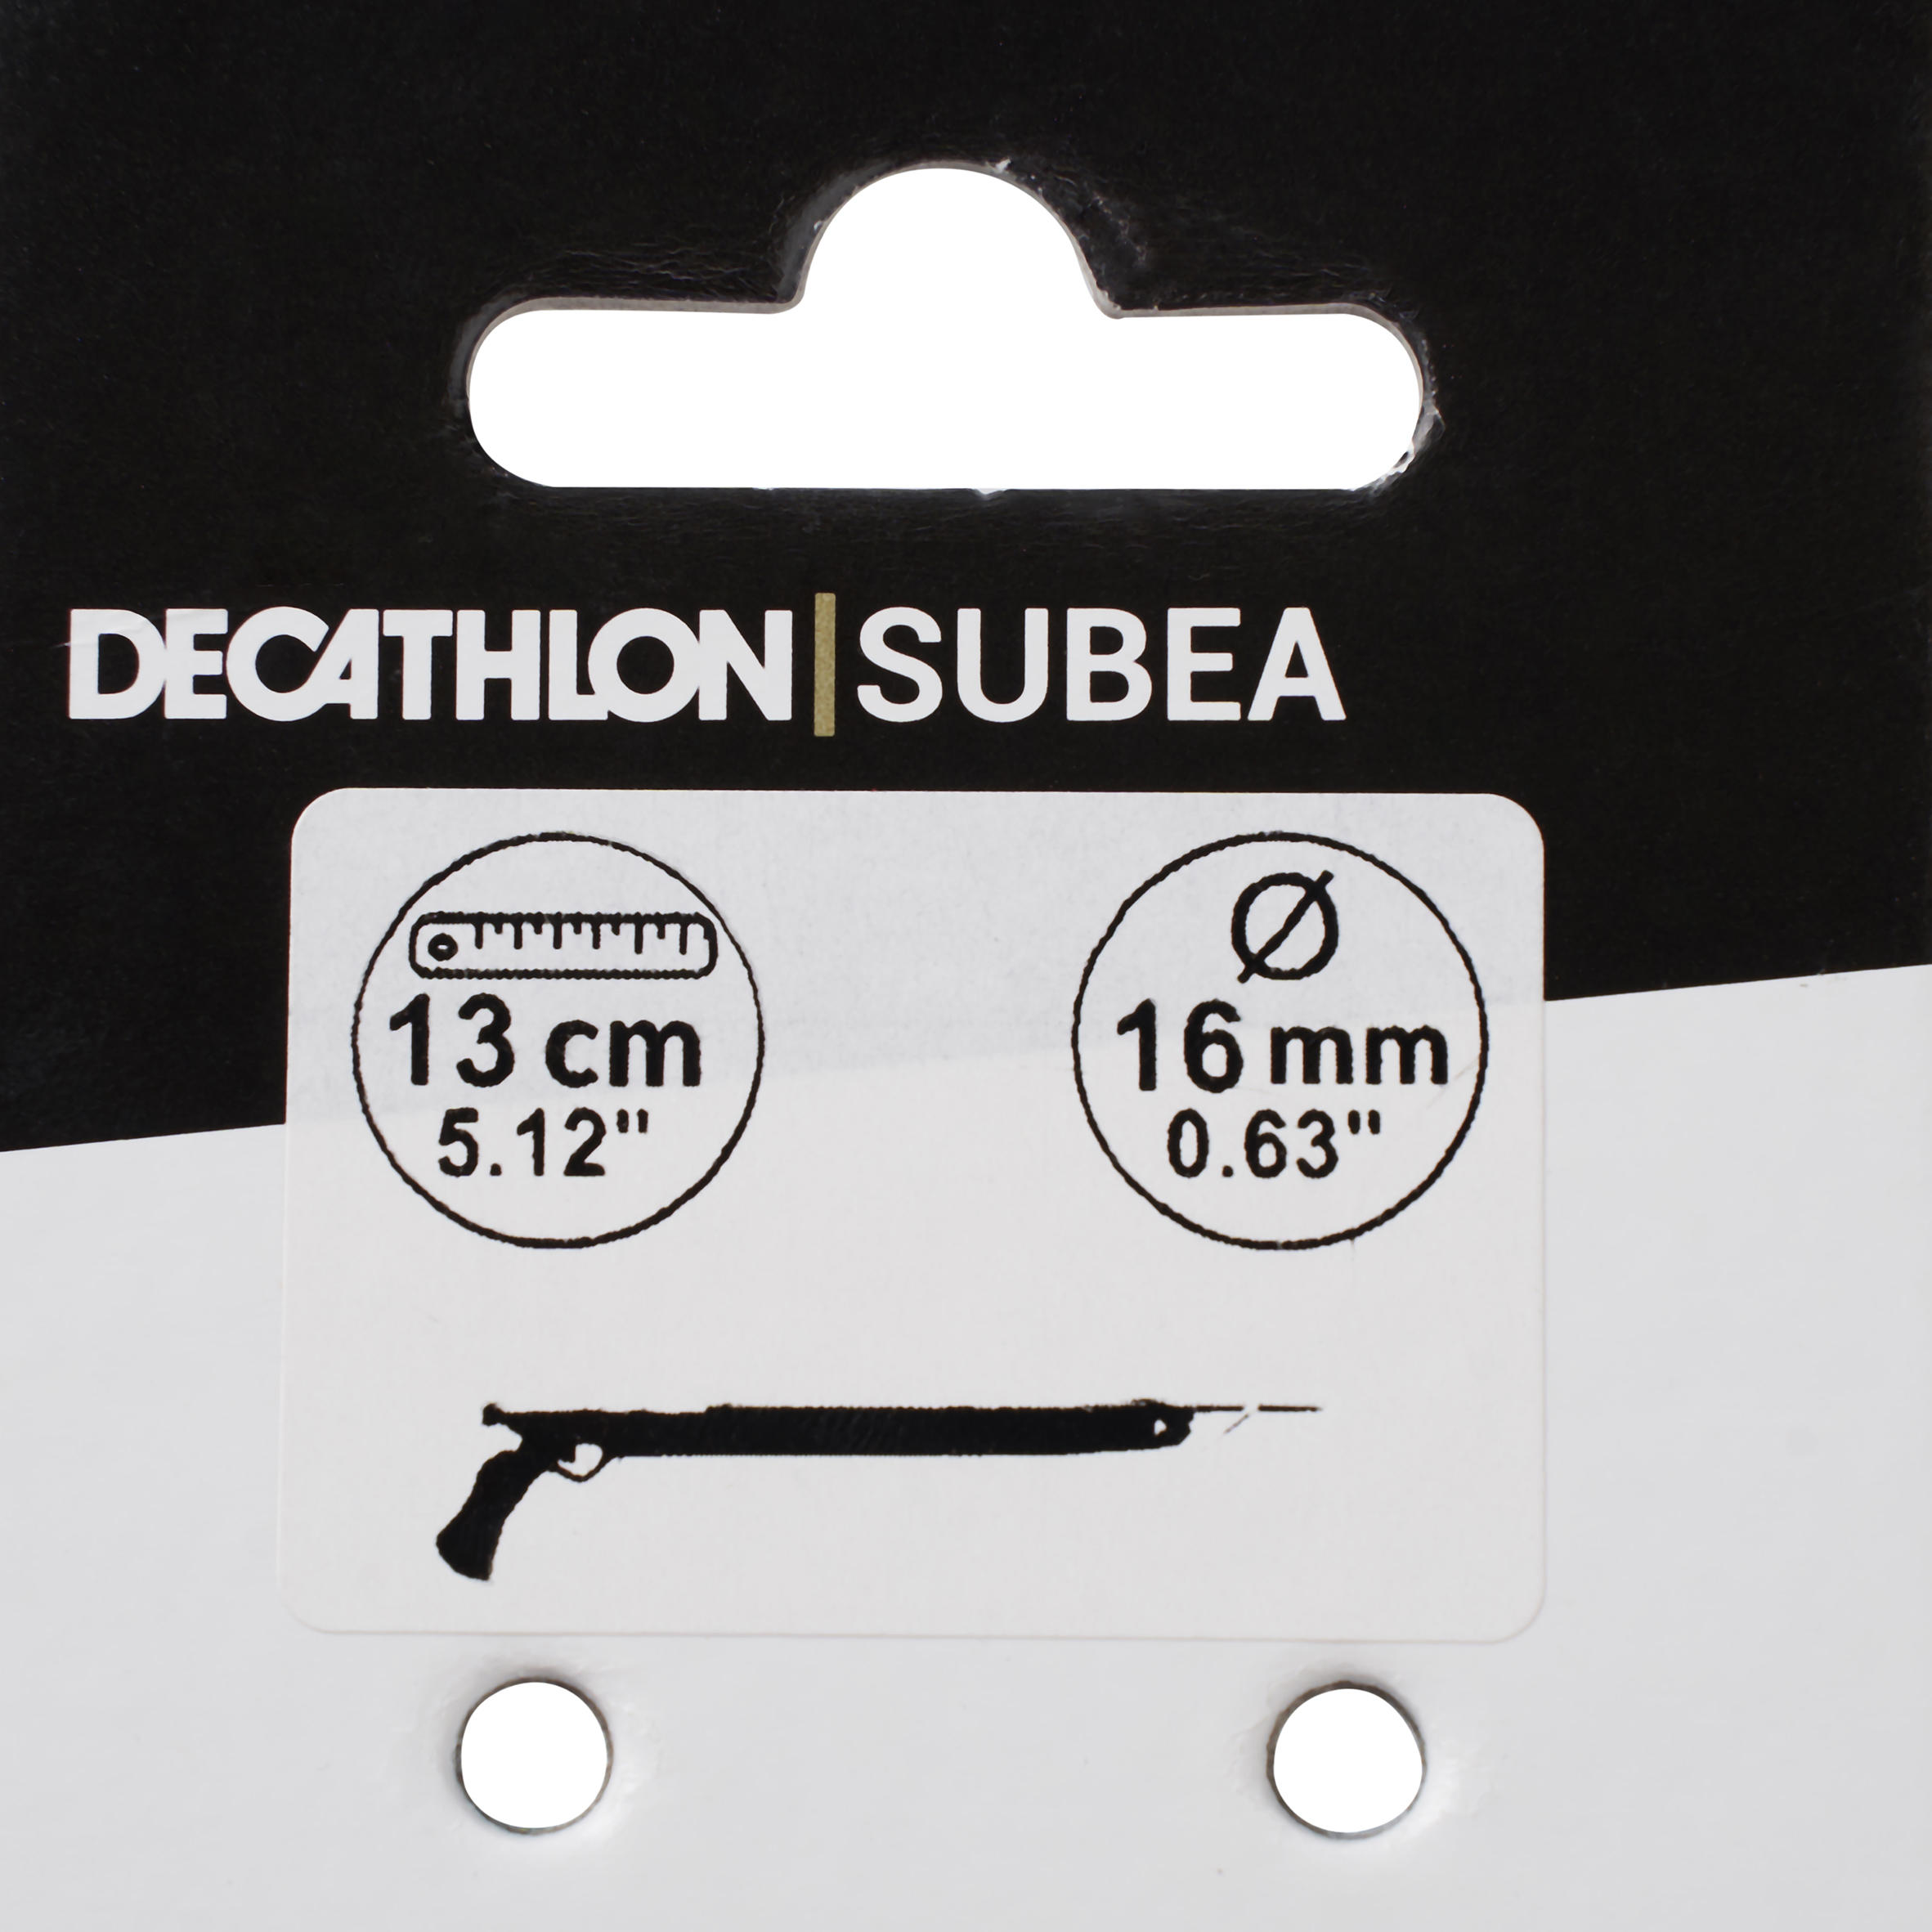 DECATHLON | SUBEA
13 cm
5.12"
Ø
16 mm
0.63"